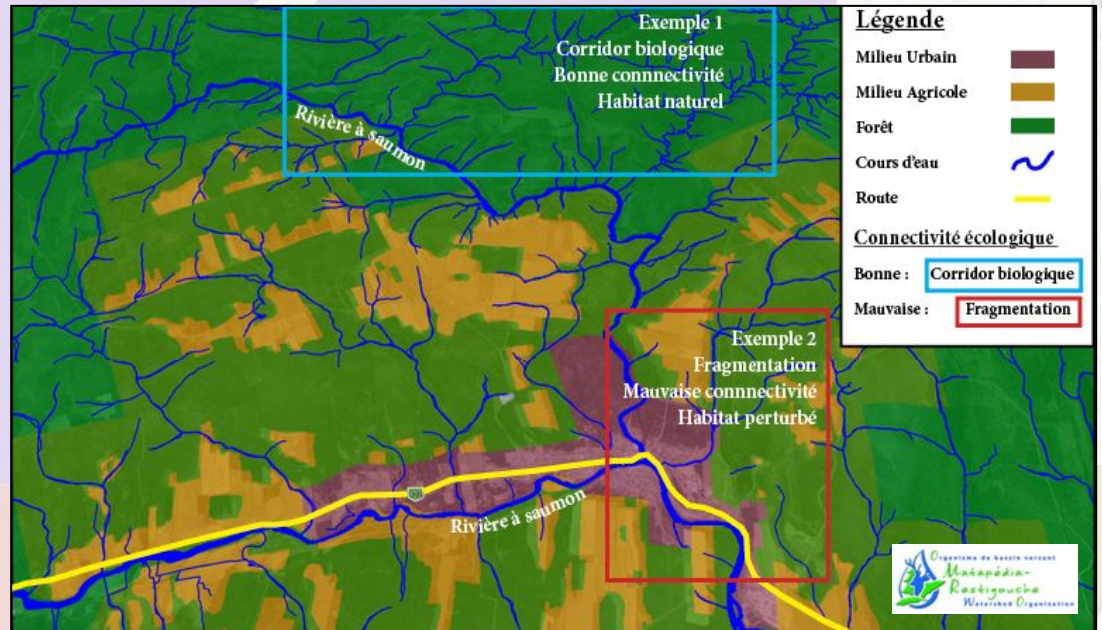 Exemple 1
Corridor biologique
Bonne connnectivité
Habitat naturel
Rivière à saumon
Exemple 2
Fragmentation
Mauvaise connnectivité
Habitat perturbé
Rivière à saumon
Légende
Milieu Urbain
Milieu Agricole
Forêt
Cours d'eau
Route
Connectivité écologique
Bonne : Corridor biologique
Mauvaise : Fragmentation
Organisme de bassin versant
Matapédia-
Restigouche
Watershed Organization